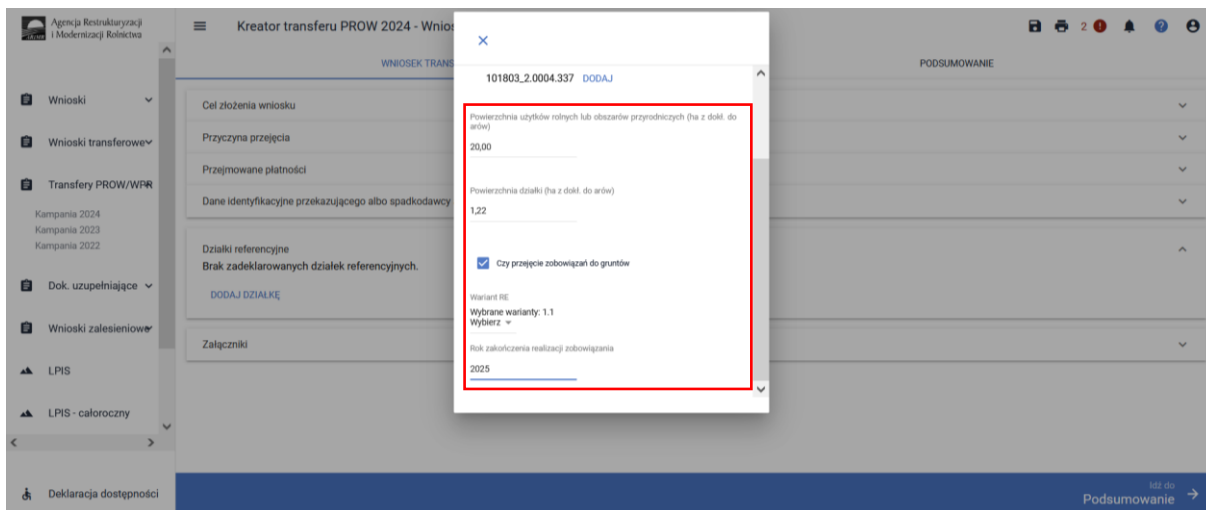 Agencja Restrukturyzacji
i Modernizacji Rolnictwa
Kreator transferu PROW 2024 - Wnios
2
WNIOSEK TRANS
PODSUMOWANIE
Wnioski
Wnioski transferowe
Transfery PROW/WPR
Kampania 2024
Kampania 2023
Kampania 2022
Dok. uzupełniające
Wnioski zalesieniowe
LPIS
LPIS - całoroczny
Deklaracja dostępności
Cel złożenia wniosku
Przyczyna przejęcia
Przejmowane płatności
Dane identyfikacyjne przekazującego albo spadkodawcy
Działki referencyjne
Brak zadeklarowanych działek referencyjnych.
DODAJ DZIAŁKĘ
Załączniki
101803_2.0004.337 DODAJ
Powierzchnia użytków rolnych lub obszarów przyrodniczych (ha z dokł. do
arów)
20,00
Powierzchnia działki (ha z dokł. do arów)
1,22
Czy przejęcie zobowiązań do gruntów
Wariant RE
Wybrane warianty: 1.1
Wybierz
Rok zakończenia realizacji zobowiązania
2025
Idź do
Podsumowanie